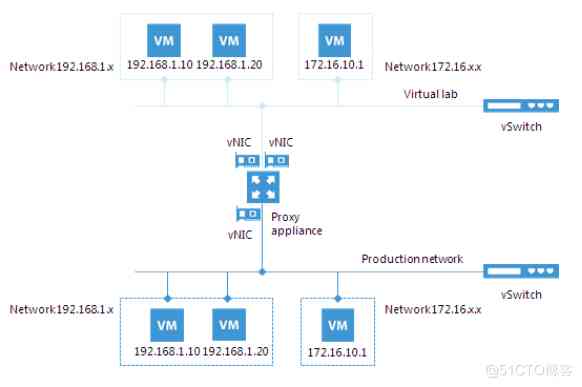 VM
VM
VM
192.168.1.10
192.168.1.20
172.16.10.1
Network192.168.1.x
Network172.16.x.x
Virtual lab
vSwitch
vNIC
vNIC
vNIC
Proxy
appliance
Production network
vSwitch
Network192.168.1.x
Network172.16.x.x
VM
VM
VM
192.168.1.10
192.168.1.20
172.16.10.1
@51CTO博客